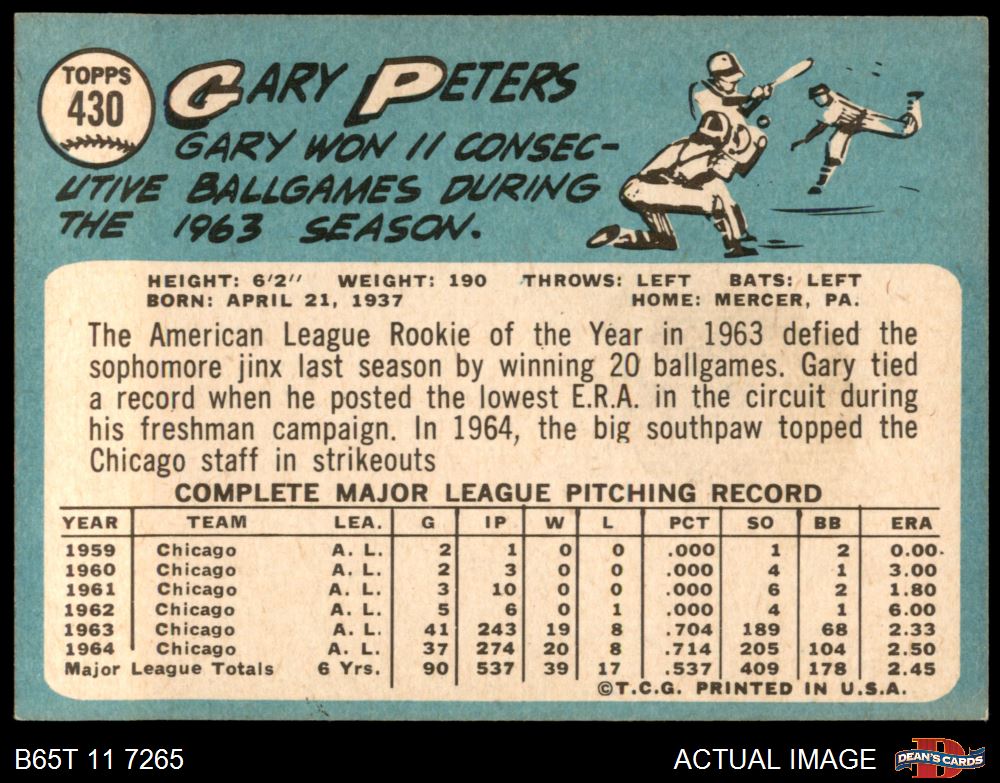 TOPPS
430
GARY PETERS
GARY WON 11 CONSEC-
UTIVE BALLGAMES DURING
THE 1963 SEASON.
HEIGHT: 6'2" WEIGHT: 190 THROWS: LEFT BATS: LEFT
BORN: APRIL 21, 1937 HOME: MERCER, PA.
The American League Rookie of the Year in 1963 defied the
sophomore jinx last season by winning 20 ballgames. Gary tied
a record when he posted the lowest E.R.A. in the circuit during
his freshman campaign. In 1964, the big southpaw topped the
Chicago staff in strikeouts
COMPLETE MAJOR LEAGUE PITCHING RECORD
YEAR TEAM LEA. G IP W L PCT SO BB ERA
1959 Chicago A. L. 2 1 0 0 .000 1 2 0.00
1960 Chicago A. L. 2 3 0 0 .000 4 1 3.00
1961 Chicago A. L. 3 10 0 0 .000 6 2 1.80
1962 Chicago A. L. 5 6 0 1 .000 4 1 6.00
1963 Chicago A. L. 41 243 19 8 .704 189 68 2.33
1964 Chicago A. L. 37 274 20 8 .714 205 104 2.50
Major League Totals 6 Yrs. 90 537 39 17 .537 409 178 2.45
©T.C.G. PRINTED IN U.S.A.
B65T 11 7265 ACTUAL IMAGE DEAN'S CARDS